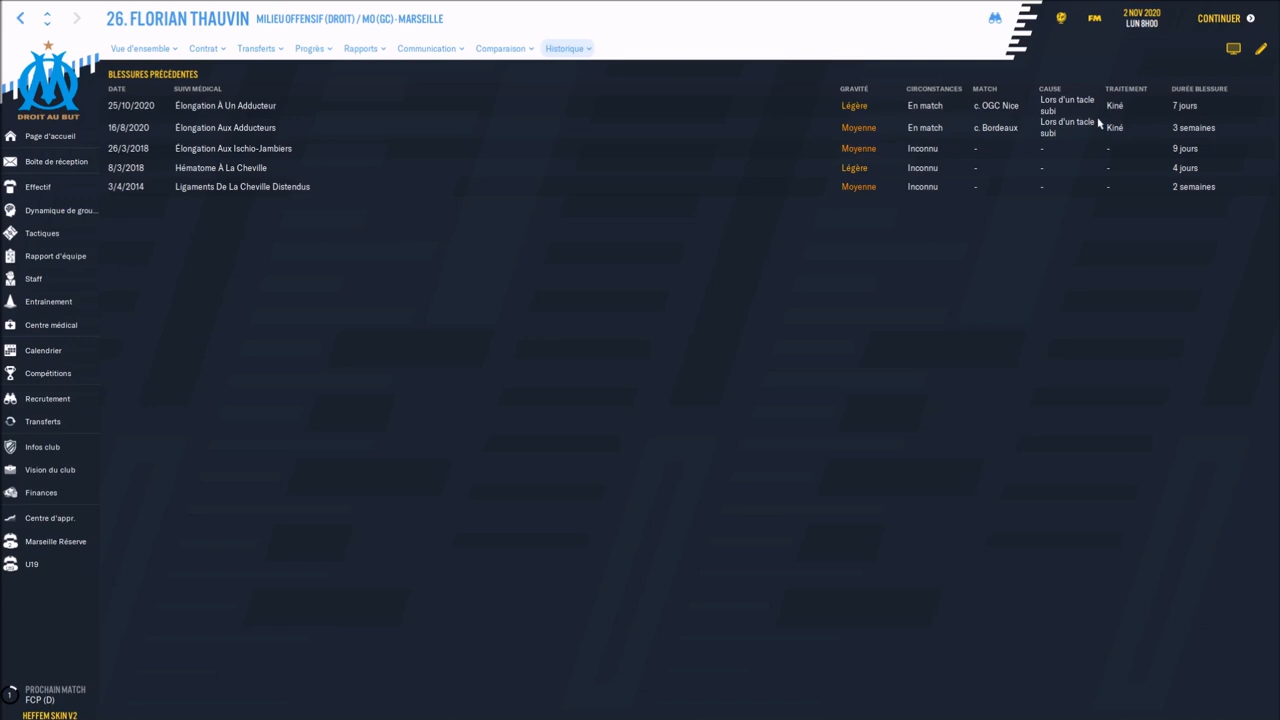 26. FLORIAN THAUVIN MILIEU OFFENSIF (DROIT) / MO (GC) - MARSEILLE
FM
2 NOV 2020
LUN 8H00
CONTINUER
Vue d'ensemble Contrat Transferts Progrès Rapports Communication Comparaison Historique
DROIT AU BUT
BLESSURES PRÉCÉDENTES
DATE SUIVI MÉDICAL GRAVITÉ CIRCONSTANCES MATCH CAUSE TRAITEMENT DURÉE BLESSURE
25/10/2020 Élongation À Un Adducteur Légère En match c. OGC Nice Lors d'un tacle subi Kiné 7 jours
16/8/2020 Élongation Aux Adducteurs Moyenne En match c. Bordeaux Lors d'un tacle subi Kiné 3 semaines
26/3/2018 Élongation Aux Ischio-Jambiers Moyenne Inconnu - - - 9 jours
8/3/2018 Hématome À La Cheville Légère Inconnu - - - 4 jours
3/4/2014 Ligaments De La Cheville Distendus Moyenne Inconnu - - - 2 semaines
Page d'accueil
Boîte de réception
Effectif
Dynamique de grou...
Tactiques
Rapport d'équipe
Staff
Entraînement
Centre médical
Calendrier
Compétitions
Recrutement
Transferts
Infos club
Vision du club
Finances
Centre d'appr.
Marseille Réserve
U19
1
PROCHAIN MATCH
FCP (D)
HEFFEM SKIN V2